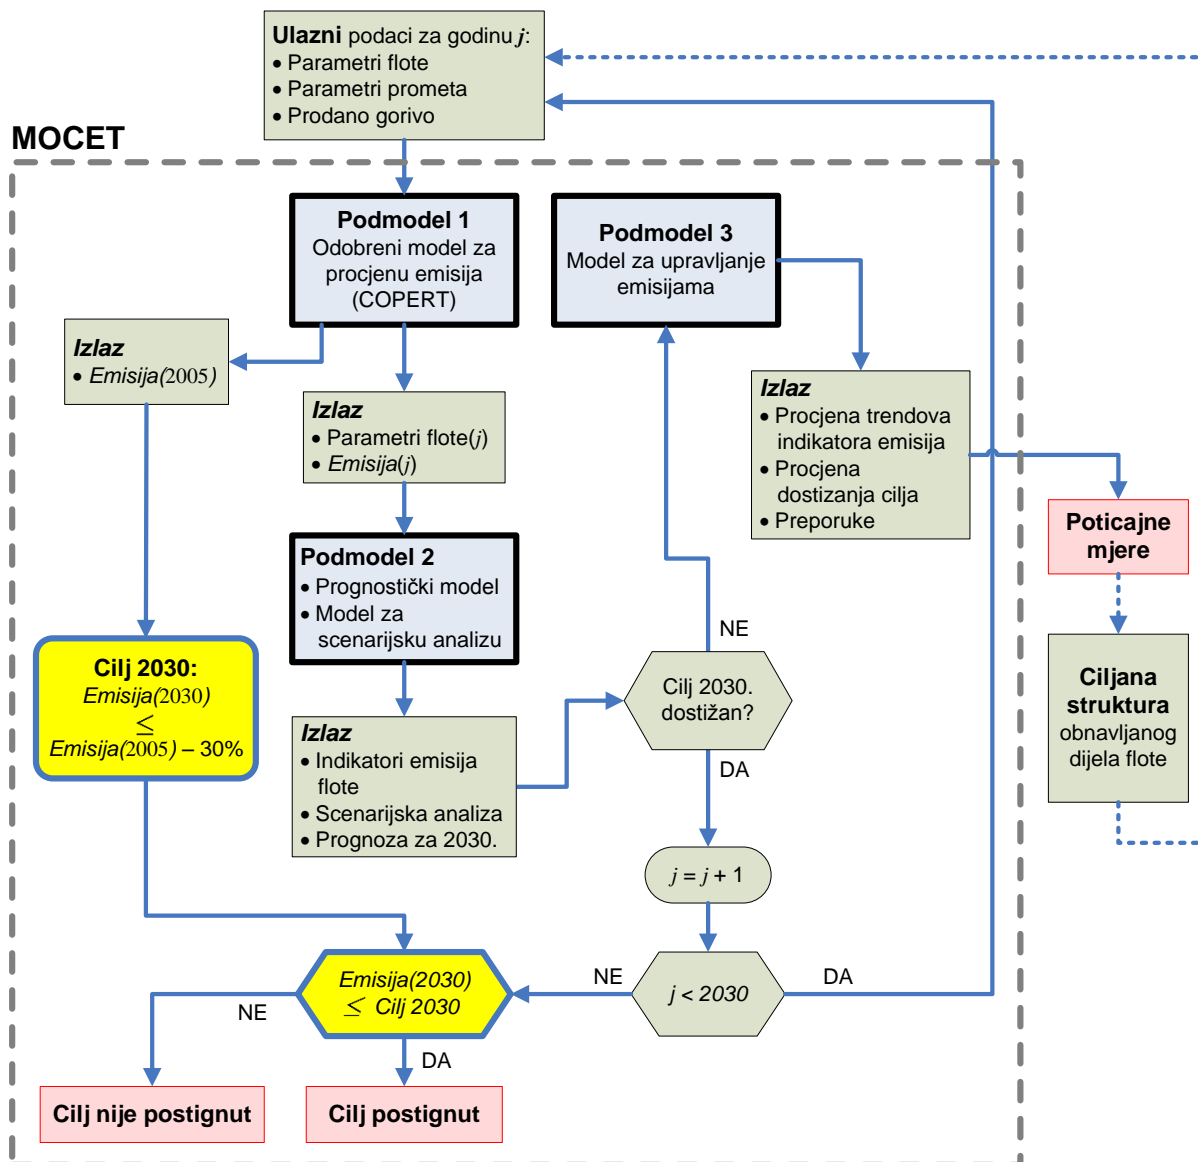 Ulazni podaci za godinu j:
• Parametri flote
• Parametri prometa
• Prodano gorivo
MOCET
Podmodel 1
Odobreni model za
procjenu emisija
(COPERT)
Podmodel 3
Model za upravljanje
emisijama
Izlaz
• Emisija(2005)
Izlaz
• Parametri flote(j)
• Emisija(j)
Izlaz
• Procjena trendova
indikatora emisija
• Procjena
dostizanja cilja
• Preporuke
Poticajne
mjere
Podmodel 2
• Prognostički model
• Model za
scenarijsku analizu
NE
Cilj 2030:
Emisija(2030)
≤
Emisija(2005) – 30%
Cilj 2030.
dostižan?
Ciljana
struktura
obnavljanog
dijela flote
Izlaz
• Indikatori emisija
flote
• Scenarijska analiza
• Prognoza za 2030.
DA
j = j + 1
Emisija(2030)
≤ Cilj 2030
NE
j < 2030
DA
NE
DA
Cilj nije postignut
Cilj postignut